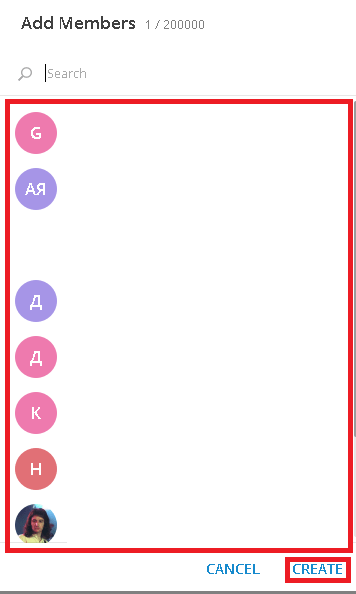 Add Members 1 / 200000
Search
G
АЯ
Д
Д
К
Н
CANCEL CREATE